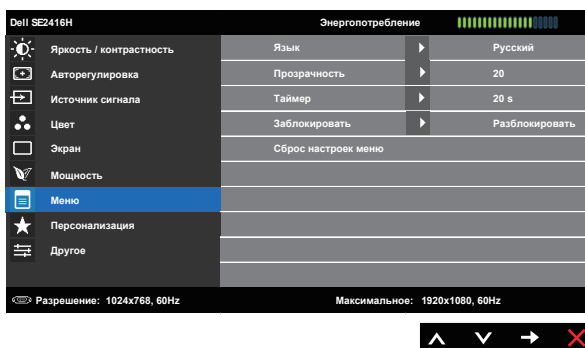 Dell SE2416H Энергопотребление
Яркость / контрастность Язык Русский
Авторегулировка Прозрачность 20
Источник сигнала Таймер 20 s
Цвет Заблокировать Разблокировать
Экран Сброс настроек меню
Мощность
Меню
Персонализация
Другое
Разрешение: 1024x768, 60Hz Максимальное: 1920x1080, 60Hz